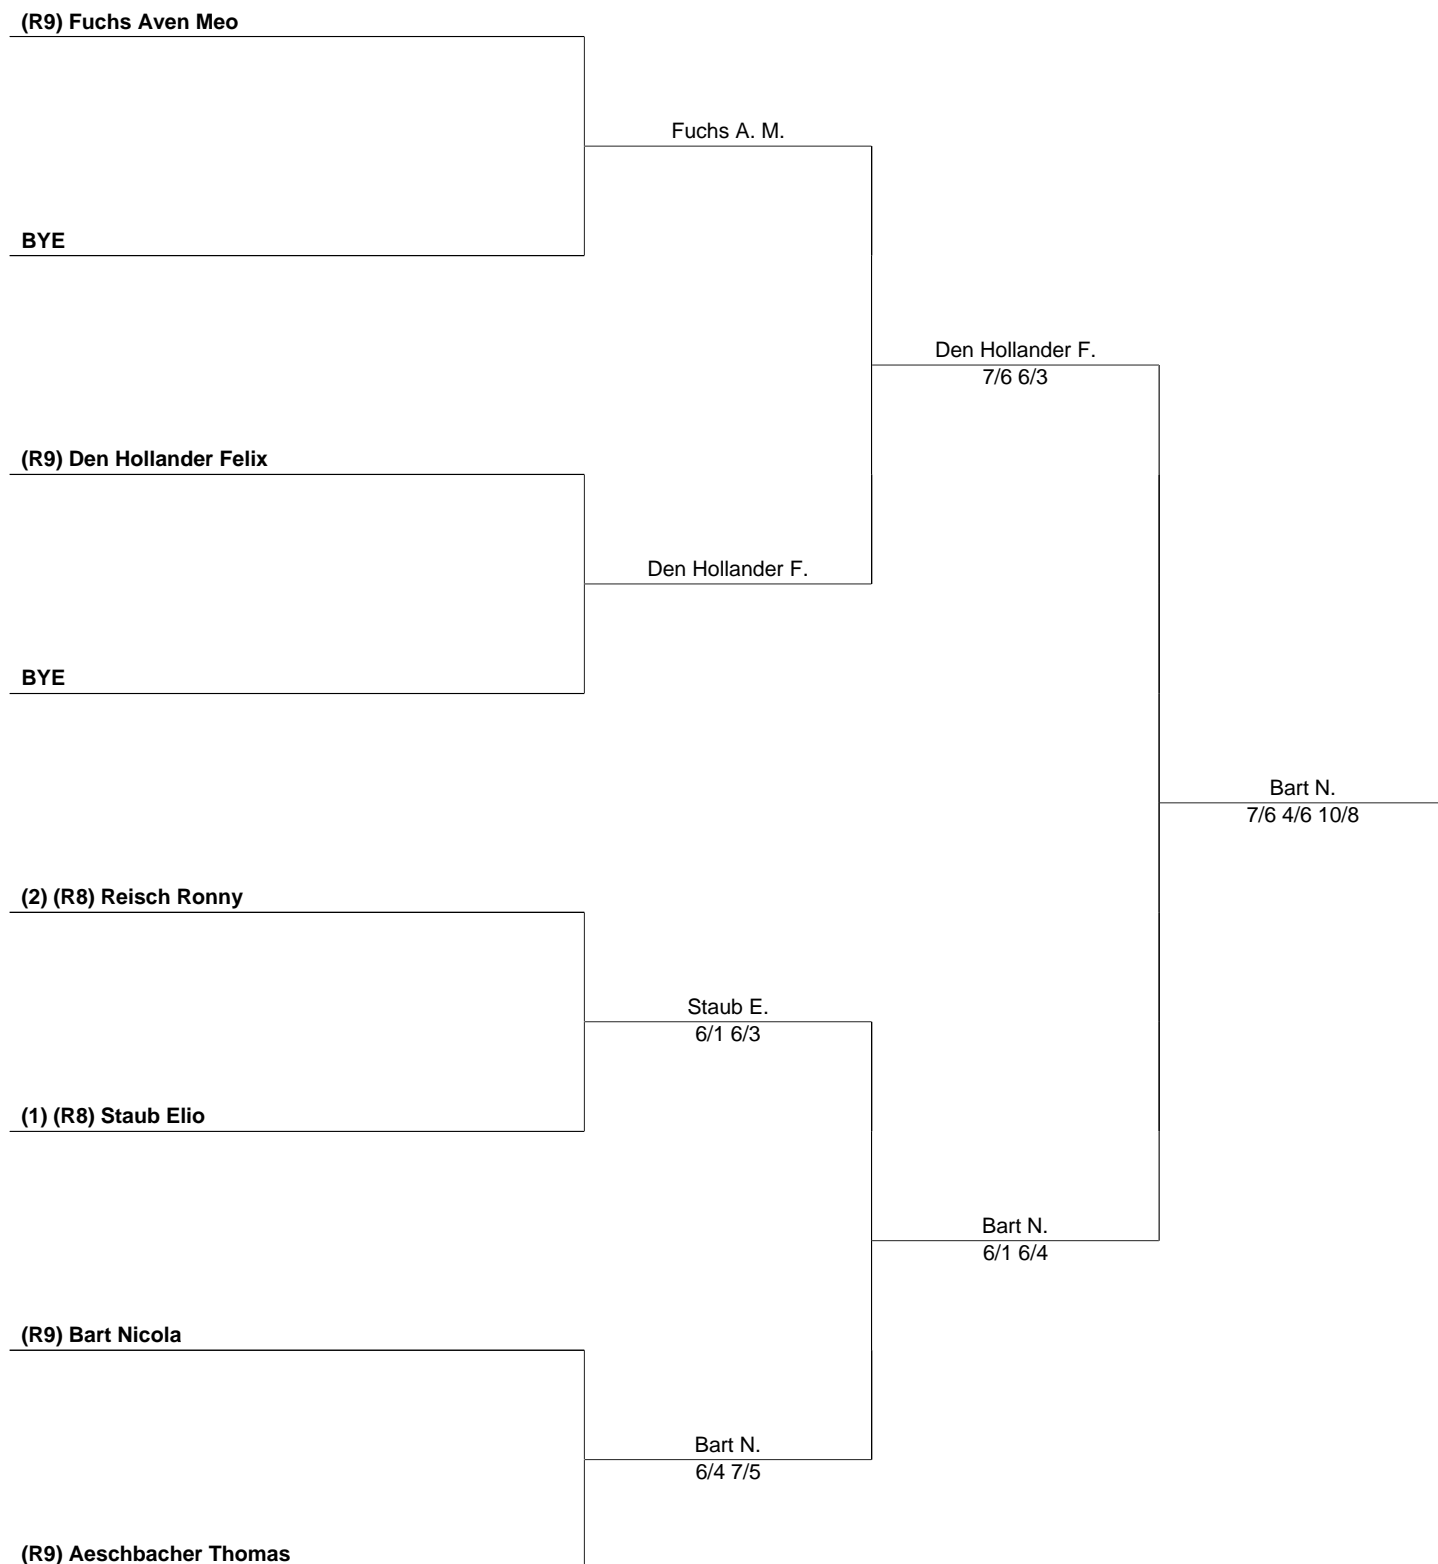 (R9) Fuchs Aven Meo
Fuchs A. M.
BYE
Den Hollander F.
7/6 6/3
(R9) Den Hollander Felix
Den Hollander F.
BYE
Bart N.
7/6 4/6 10/8
(2) (R8) Reisch Ronny
Staub E.
6/1 6/3
(1) (R8) Staub Elio
Bart N.
6/1 6/4
(R9) Bart Nicola
Bart N.
6/4 7/5
(R9) Aeschbacher Thomas